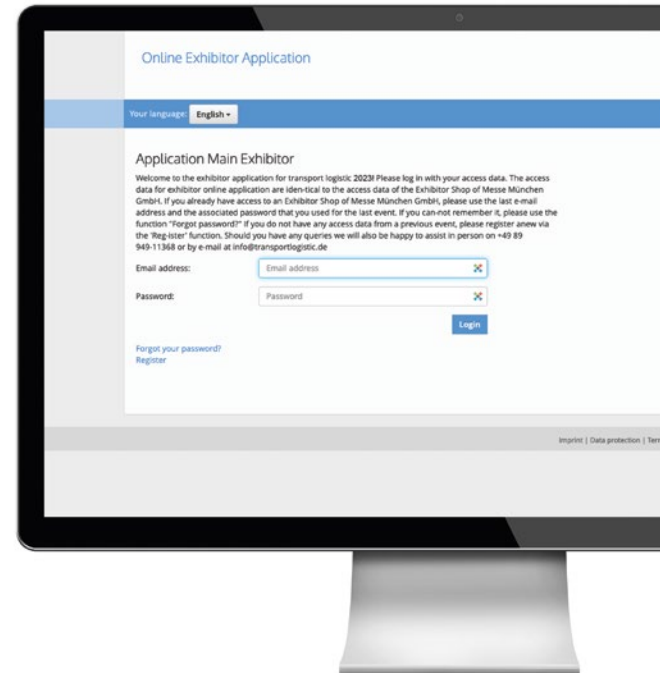 Online Exhibitor Application
Your language: English
Application Main Exhibitor
Welcome to the exhibitor application for transport logistic 2023! Please log in with your access data. The access
data for exhibitor online application are iden-tical to the access data of the Exhibitor Shop of Messe München
GmbH. If you already have access to an Exhibitor Shop of Messe München GmbH, please use the last e-mail
address and the associated password that you used for the last event. If you can-not remember it, please use the
function "Forgot password?" If you do not have any access data from a previous event, please register anew via
the 'Reg-ister' function. Should you have any queries we will also be happy to assist in person on +49 89
949-11368 or by e-mail at info@transportlogistic.de
Email address: Email address
Password: Password
Login
Forgot your password?
Register
Imprint | Data protection | Ter